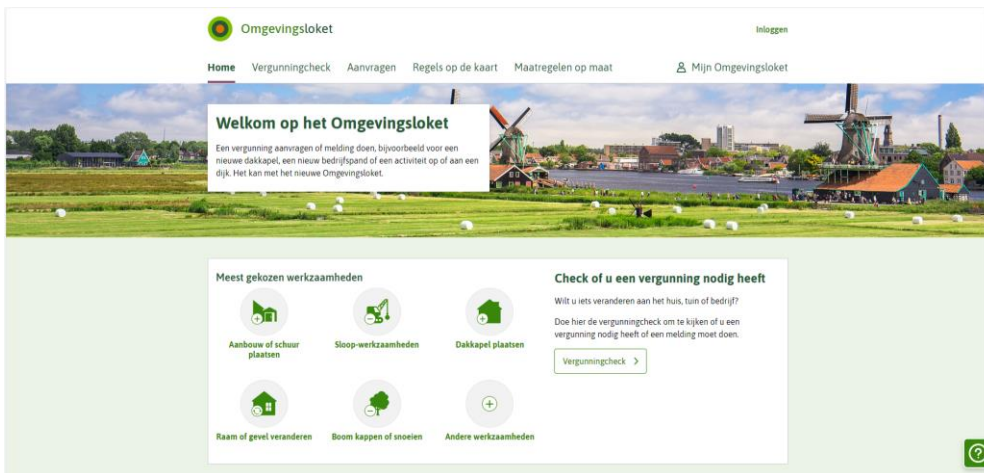 Omgevingsloket
Inloggen
Home Vergunningcheck Aanvragen Regels op de kaart Maatregelen op maat Mijn Omgevingsloket
Welkom op het Omgevingsloket
Een vergunning aanvragen of melding doen, bijvoorbeeld voor een
nieuwe dakkapel, een nieuw bedrijfspand of een activiteit op of aan een
dijk. Het kan met het nieuwe Omgevingsloket.
Meest gekozen werkzaamheden
Aanbouw of schuur
plaatsen
Sloop-werkzaamheden
Dakkapel plaatsen
Raam of gevel veranderen
Boom kappen of snoeien
Andere werkzaamheden
Check of u een vergunning nodig heeft
Wilt u iets veranderen aan het huis, tuin of bedrijf?
Doe hier de vergunningcheck om te kijken of u een
vergunning nodig heeft of een melding moet doen.
Vergunningcheck